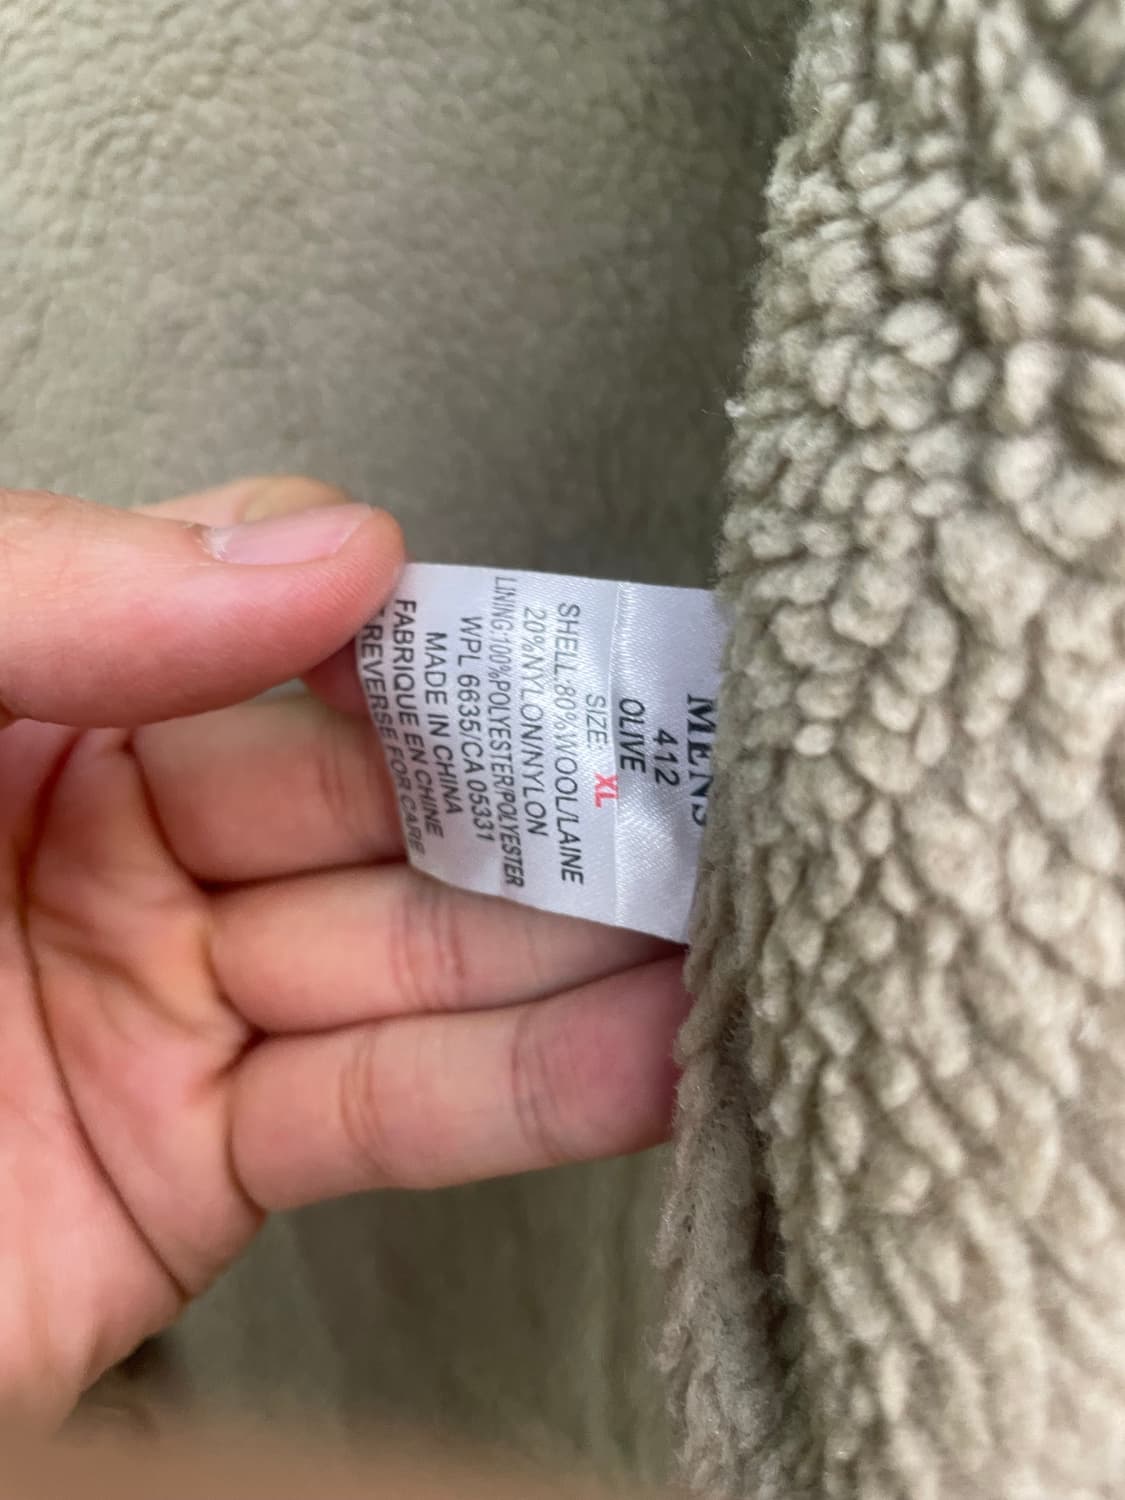 MENS
412
OLIVE
SIZE: XL
SHELL:80%WOOL/LAINE
20%NYLON/NYLON
LINING:100%POLYESTER/POLYESTER
WPL 6635/CA 05331
MADE IN CHINA
FABRIQUE EN CHINE
REVERSE FOR CARE